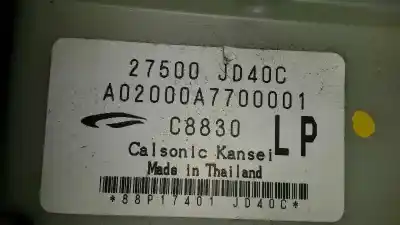 27500 JD40C
A02000A7700001
C8830 LP
Calsonic Kansei
Made in Thailand
*88P17401 JD40C*